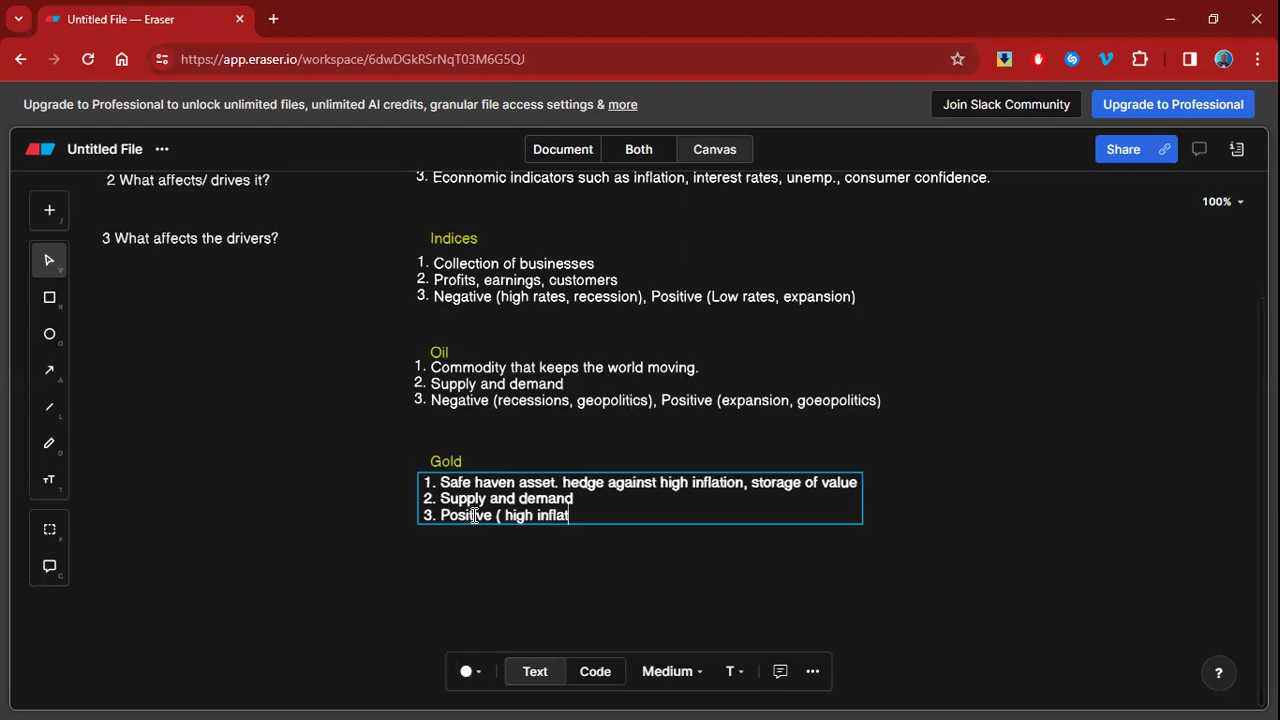 Untitled File — Eraser
https://app.eraser.io/workspace/6dwDGkRSrNqT03M6G5QJ
Upgrade to Professional to unlock unlimited files, unlimited AI credits, granular file access settings & more
Join Slack Community
Upgrade to Professional
Untitled File
Document
Both
Canvas
Share
2 What affects/ drives it?
3. Econnomic indicators such as inflation, interest rates, unemp., consumer confidence.
100%
3 What affects the drivers?
Indices
1. Collection of businesses
2. Profits, earnings, customers
3. Negative (high rates, recession), Positive (Low rates, expansion)
Oil
1. Commodity that keeps the world moving.
2. Supply and demand
3. Negative (recessions, geopolitics), Positive (expansion, goeopolitics)
Gold
1. Safe haven asset. hedge against high inflation, storage of value
2. Supply and demand
3. Positive ( high inflat
/
V
R
O
A
L
D
T
F
C
Text
Code
Medium
T
?